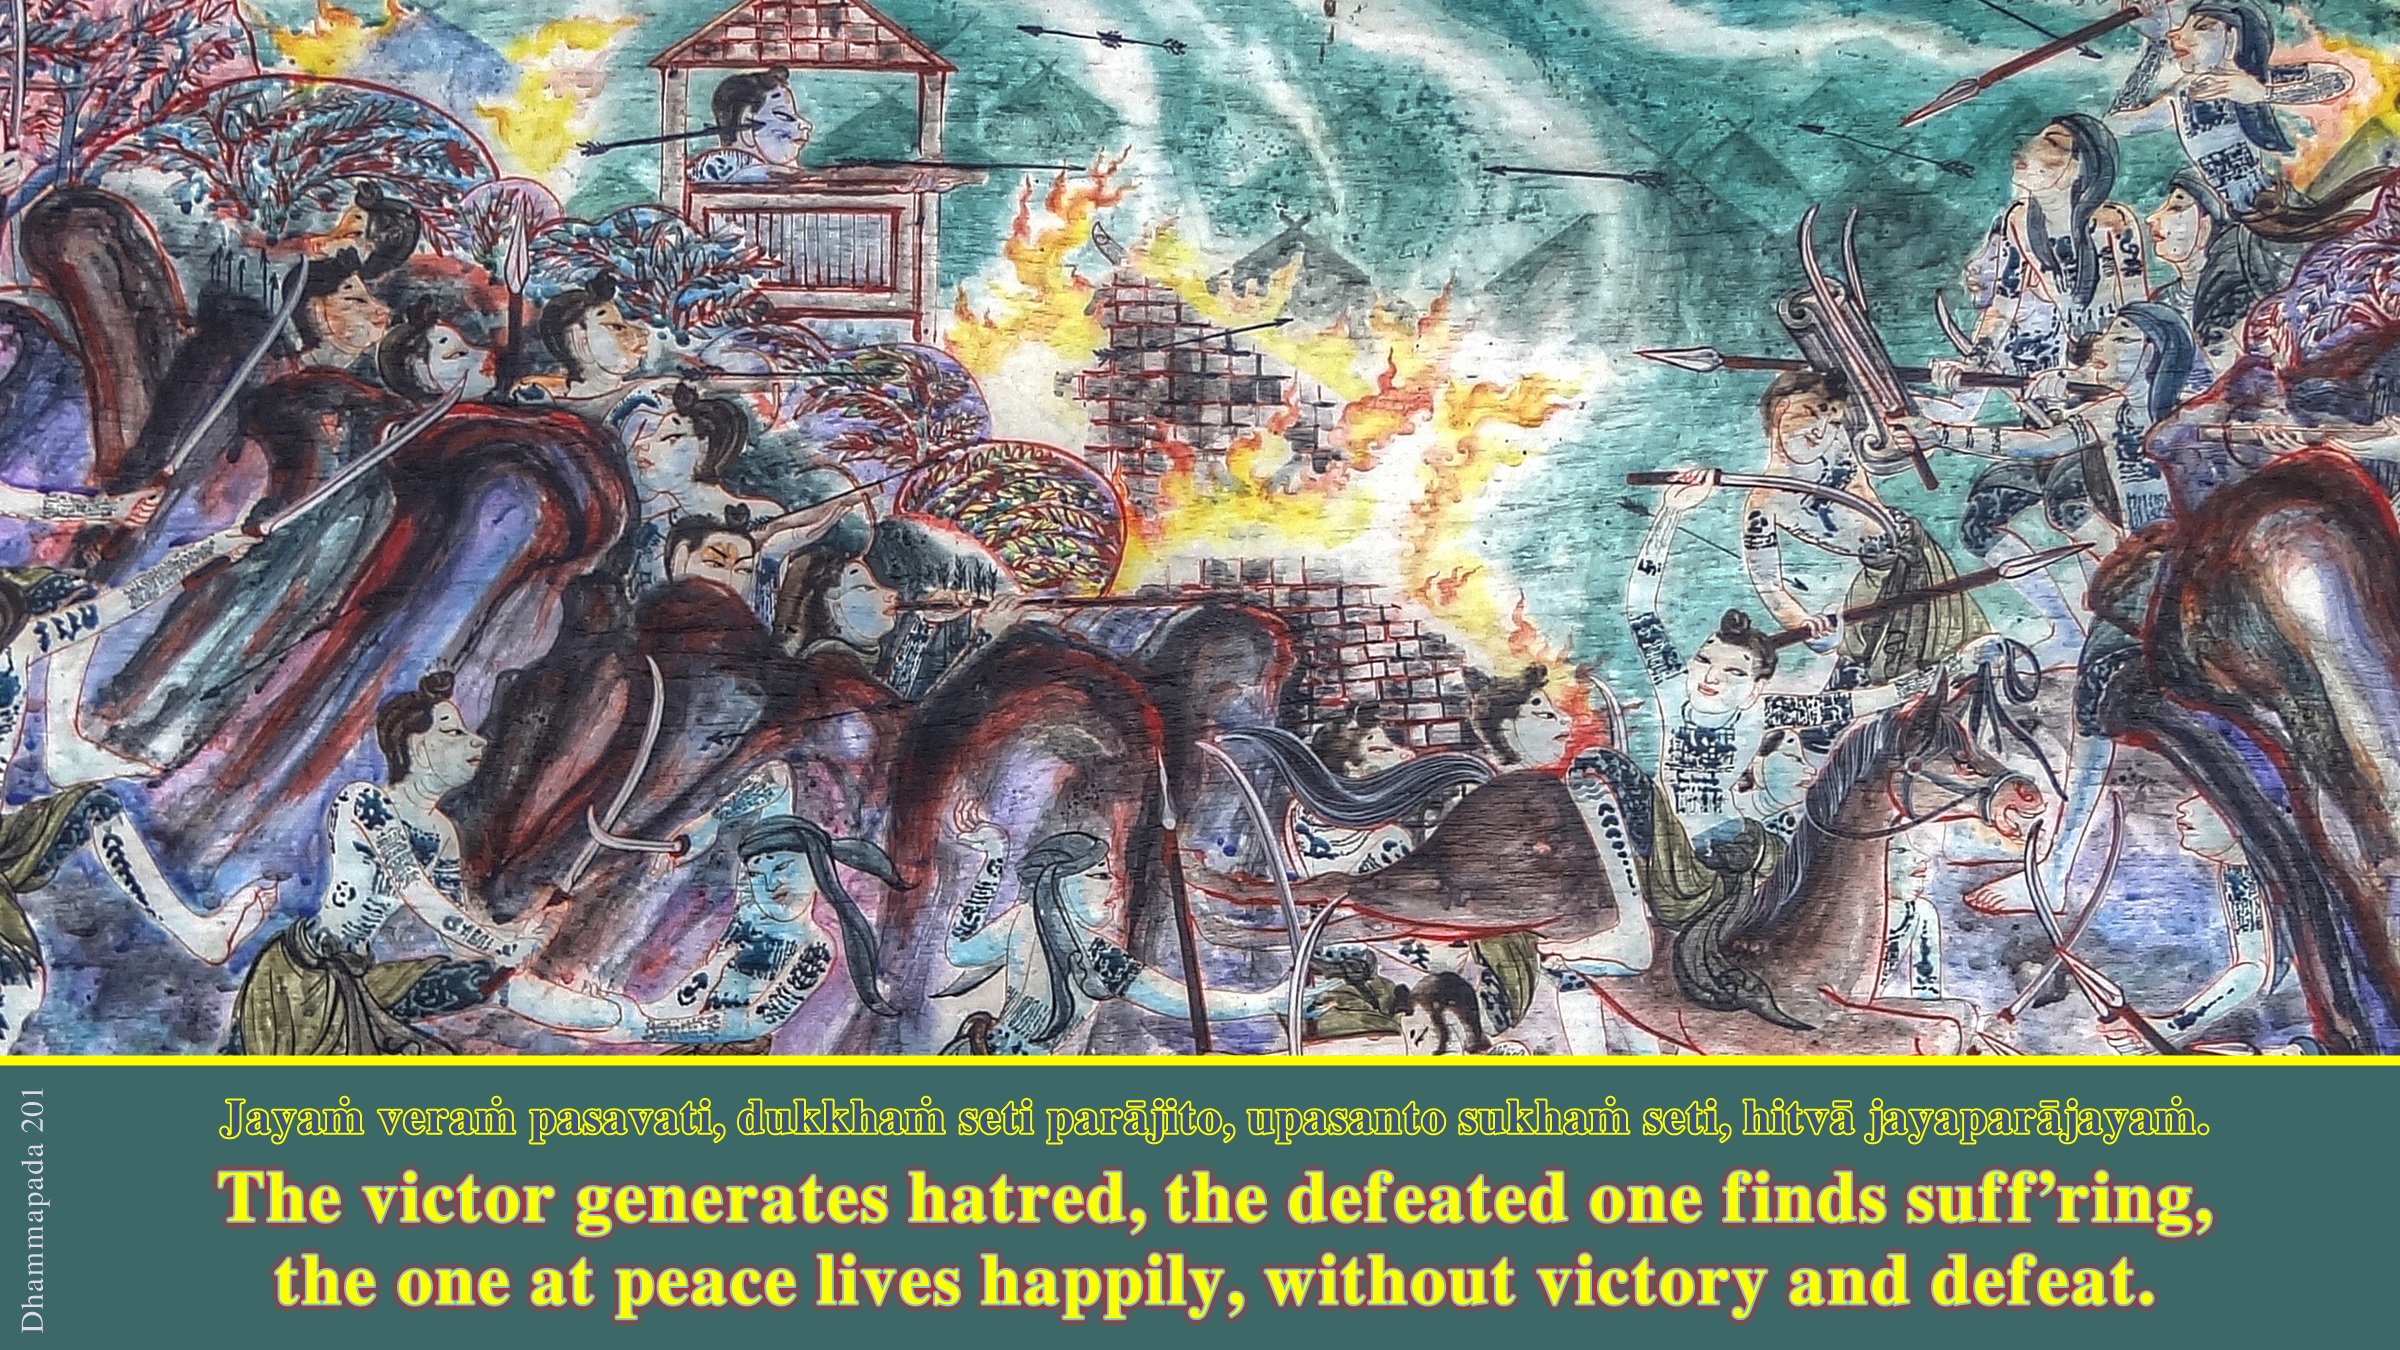 Jayaṁ veraṁ pasavati, dukkhaṁ seti parājito, upasanto sukhaṁ seti, hitvā jayaparājayaṁ.
The victor generates hatred, the defeated one finds suff’ring,
the one at peace lives happily, without victory and defeat.
Dhammapada 201